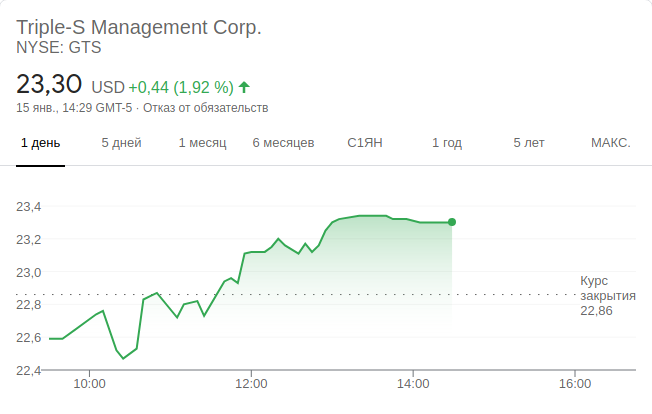 Triple-S Management Corp.
NYSE: GTS
23,30 USD +0,44 (1,92 %)
15 янв., 14:29 GMT-5 · Отказ от обязательств
1 день 5 дней 1 месяц 6 месяцев С1ЯН 1 год 5 лет МАКС.
23,4
23,2
23,0
Курс
закрытия
22,86
22,8
22,6
22,4
10:00 12:00 14:00 16:00